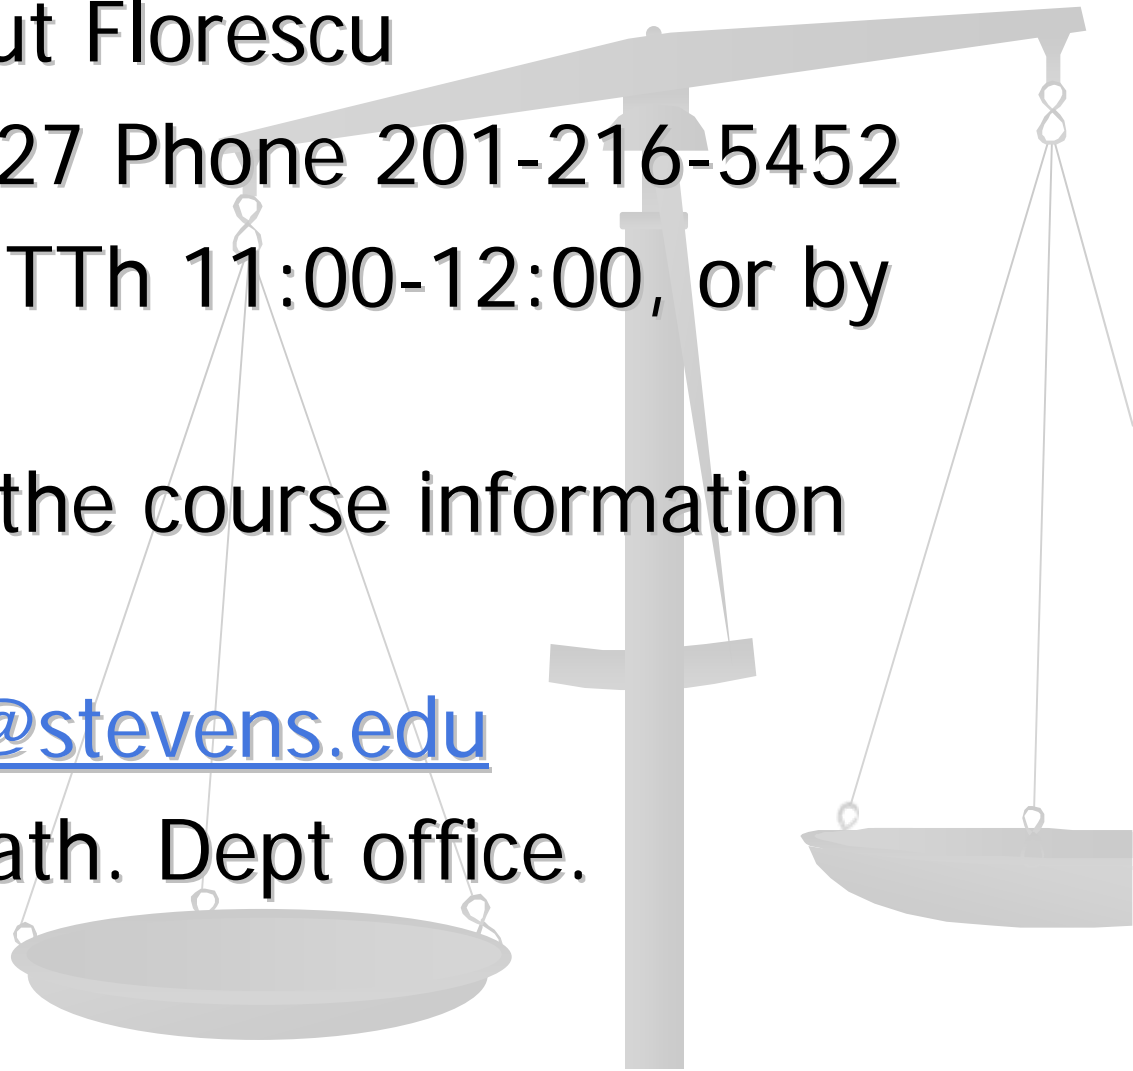 ut Florescu
27 Phone 201-216-5452
TTh 11:00-12:00, or by
the course information
@stevens.edu
ath. Dept office.